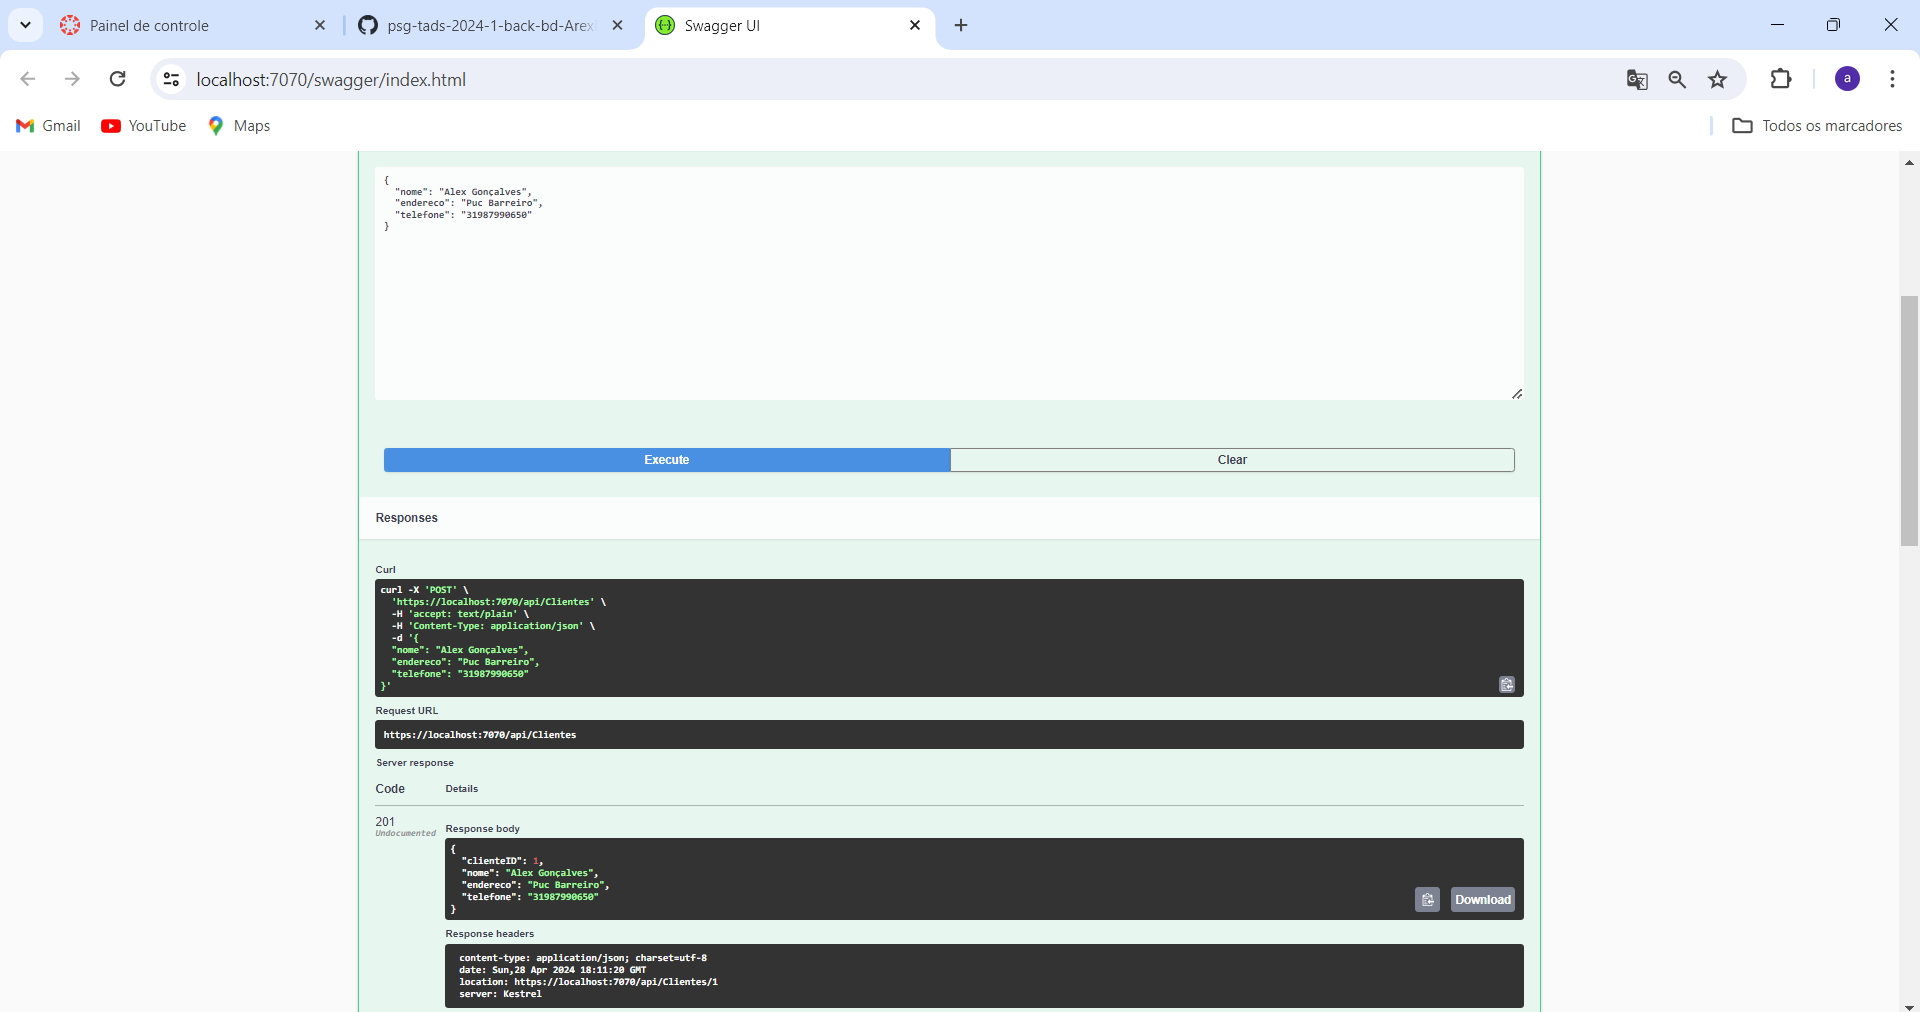 Painel de controle
psg-tads-2024-1-back-bd-Arex
Swagger UI
localhost:7070/swagger/index.html
a
Gmail
YouTube
Maps
Todos os marcadores
{
"nome": "Alex Gonçalves",
"endereco": "Puc Barreiro",
"telefone": "31987990650"
}
Execute
Clear
Responses
Curl
curl -X 'POST' \
'https://localhost:7070/api/Clientes' \
-H 'accept: text/plain' \
-H 'Content-Type: application/json' \
-d '{
"nome": "Alex Gonçalves",
"endereco": "Puc Barreiro",
"telefone": "31987990650"
}'
Request URL
https://localhost:7070/api/Clientes
Server response
Code
Details
201
Undocumented
Response body
{
"clienteID": 1,
"nome": "Alex Gonçalves",
"endereco": "Puc Barreiro",
"telefone": "31987990650"
}
Download
Response headers
content-type: application/json; charset=utf-8
date: Sun,28 Apr 2024 18:11:20 GMT
location: https://localhost:7070/api/Clientes/1
server: Kestrel